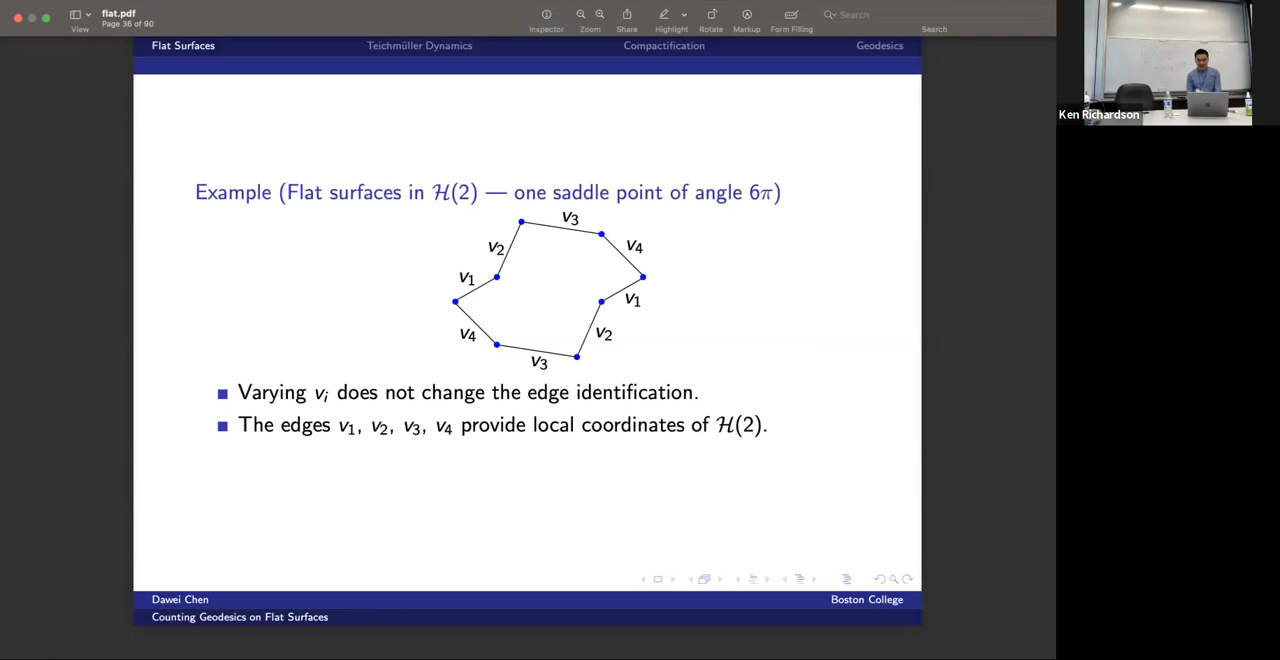 flat.pdf
Page 36 of 90
View
Inspector
Zoom
Share
Highlight
Rotate
Markup
Form Filling
Search
Search
Flat Surfaces
Teichmüller Dynamics
Compactification
Geodesics
Ken Richardson
Example (Flat surfaces in ℋ(2) — one saddle point of angle 6π)
v₃
v₂
v₄
v₁
v₁
v₄
v₂
v₃
Varying vᵢ does not change the edge identification.
The edges v₁, v₂, v₃, v₄ provide local coordinates of ℋ(2).
Dawei Chen
Boston College
Counting Geodesics on Flat Surfaces